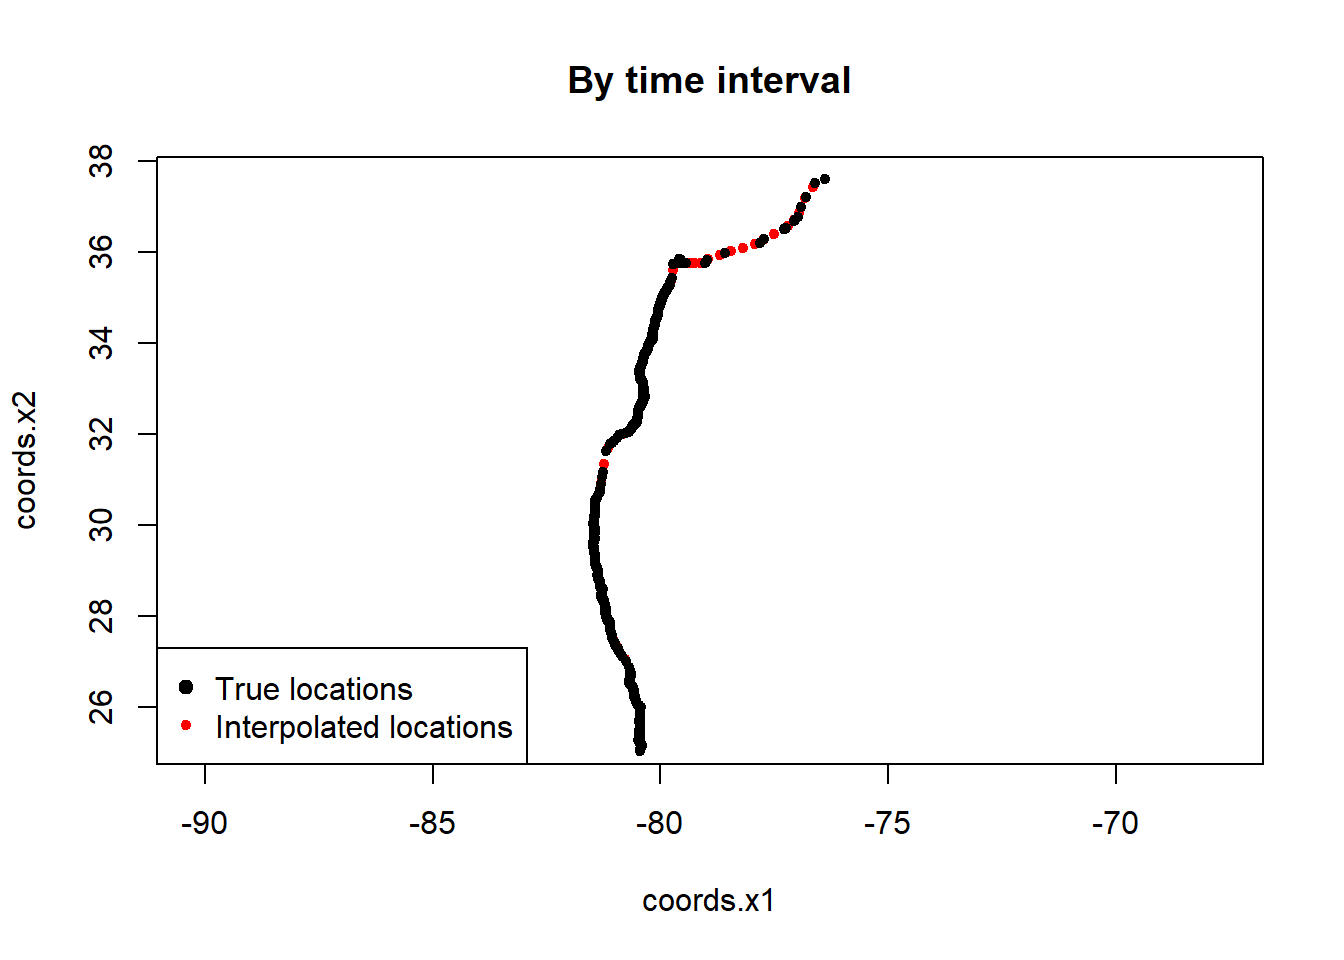 By time interval
coords.x2
38
36
34
32
30
28
26
True locations
Interpolated locations
-90
-85
-80
-75
-70
coords.x1